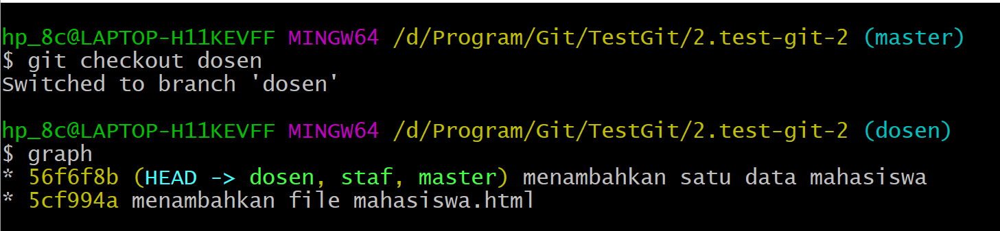 hp_8c@LAPTOP-H11KEVFF MINGW64 /d/Program/Git/TestGit/2.test-git-2 (master)
$ git checkout dosen
Switched to branch 'dosen'
hp_8c@LAPTOP-H11KEVFF MINGW64 /d/Program/Git/TestGit/2.test-git-2 (dosen)
$ graph
* 56f6f8b (HEAD -> dosen, staf, master) menambahkan satu data mahasiswa
* 5cf994a menambahkan file mahasiswa.html